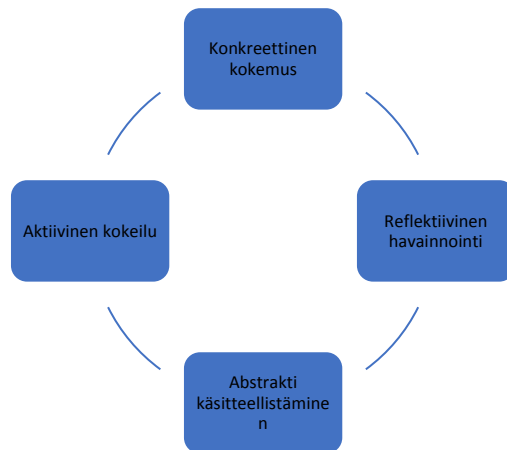 Konkreettinen
kokemus
Aktiivinen kokeilu
Reflektiivinen
havainnointi
Abstrakti
käsitteellistämine
n